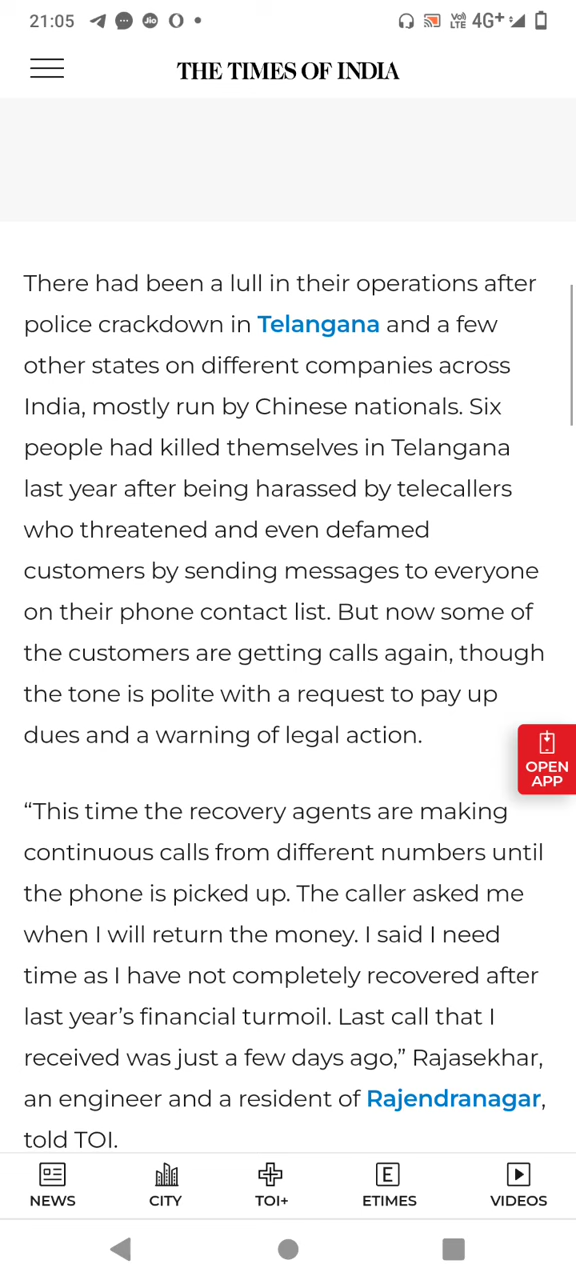 21:05
Jio
VoD LTE 4G+
THE TIMES OF INDIA
There had been a lull in their operations after
police crackdown in Telangana and a few
other states on different companies across
India, mostly run by Chinese nationals. Six
people had killed themselves in Telangana
last year after being harassed by telecallers
who threatened and even defamed
customers by sending messages to everyone
on their phone contact list. But now some of
the customers are getting calls again, though
the tone is polite with a request to pay up
dues and a warning of legal action.
OPEN
APP
“This time the recovery agents are making
continuous calls from different numbers until
the phone is picked up. The caller asked me
when I will return the money. I said I need
time as I have not completely recovered after
last year’s financial turmoil. Last call that I
received was just a few days ago,” Rajasekhar,
an engineer and a resident of Rajendranagar,
told TOI.
NEWS
CITY
TOI+
E
ETIMES
VIDEOS